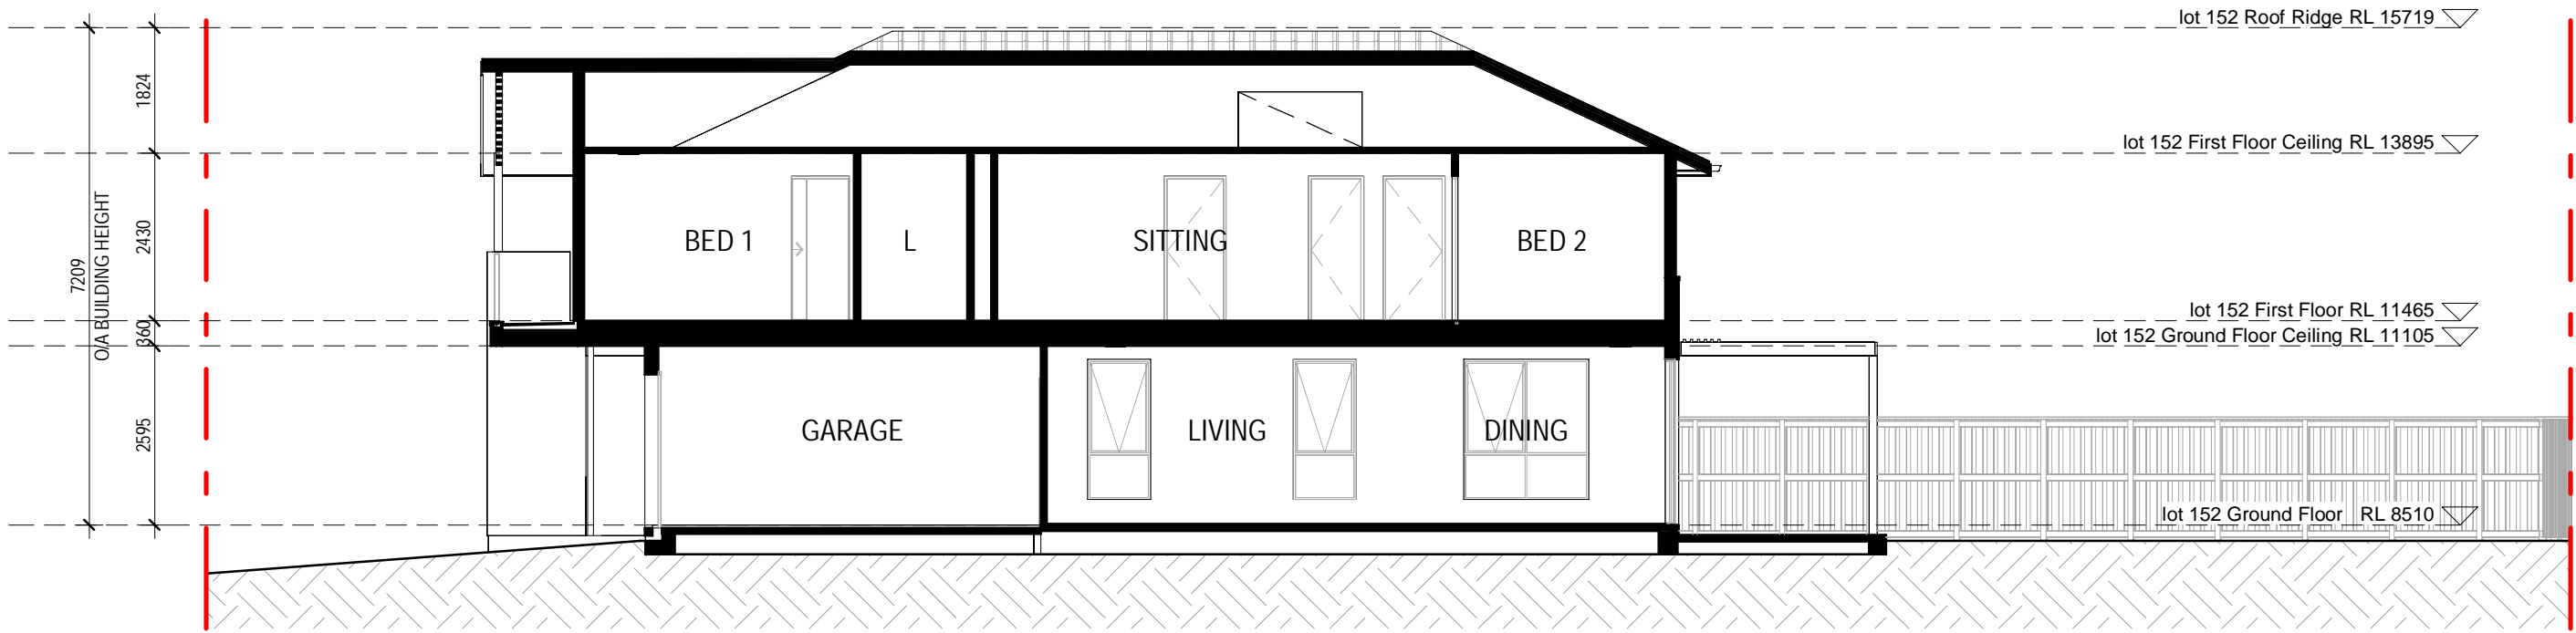 lot 152 Roof Ridge RL 15719
1824
lot 152 First Floor Ceiling RL 13895
2430
BED 1
L
SITTING
BED 2
7209
O/A BUILDING HEIGHT
lot 152 First Floor RL 11465
360
lot 152 Ground Floor Ceiling RL 11105
2595
GARAGE
LIVING
DINING
lot 152 Ground Floor RL 8510